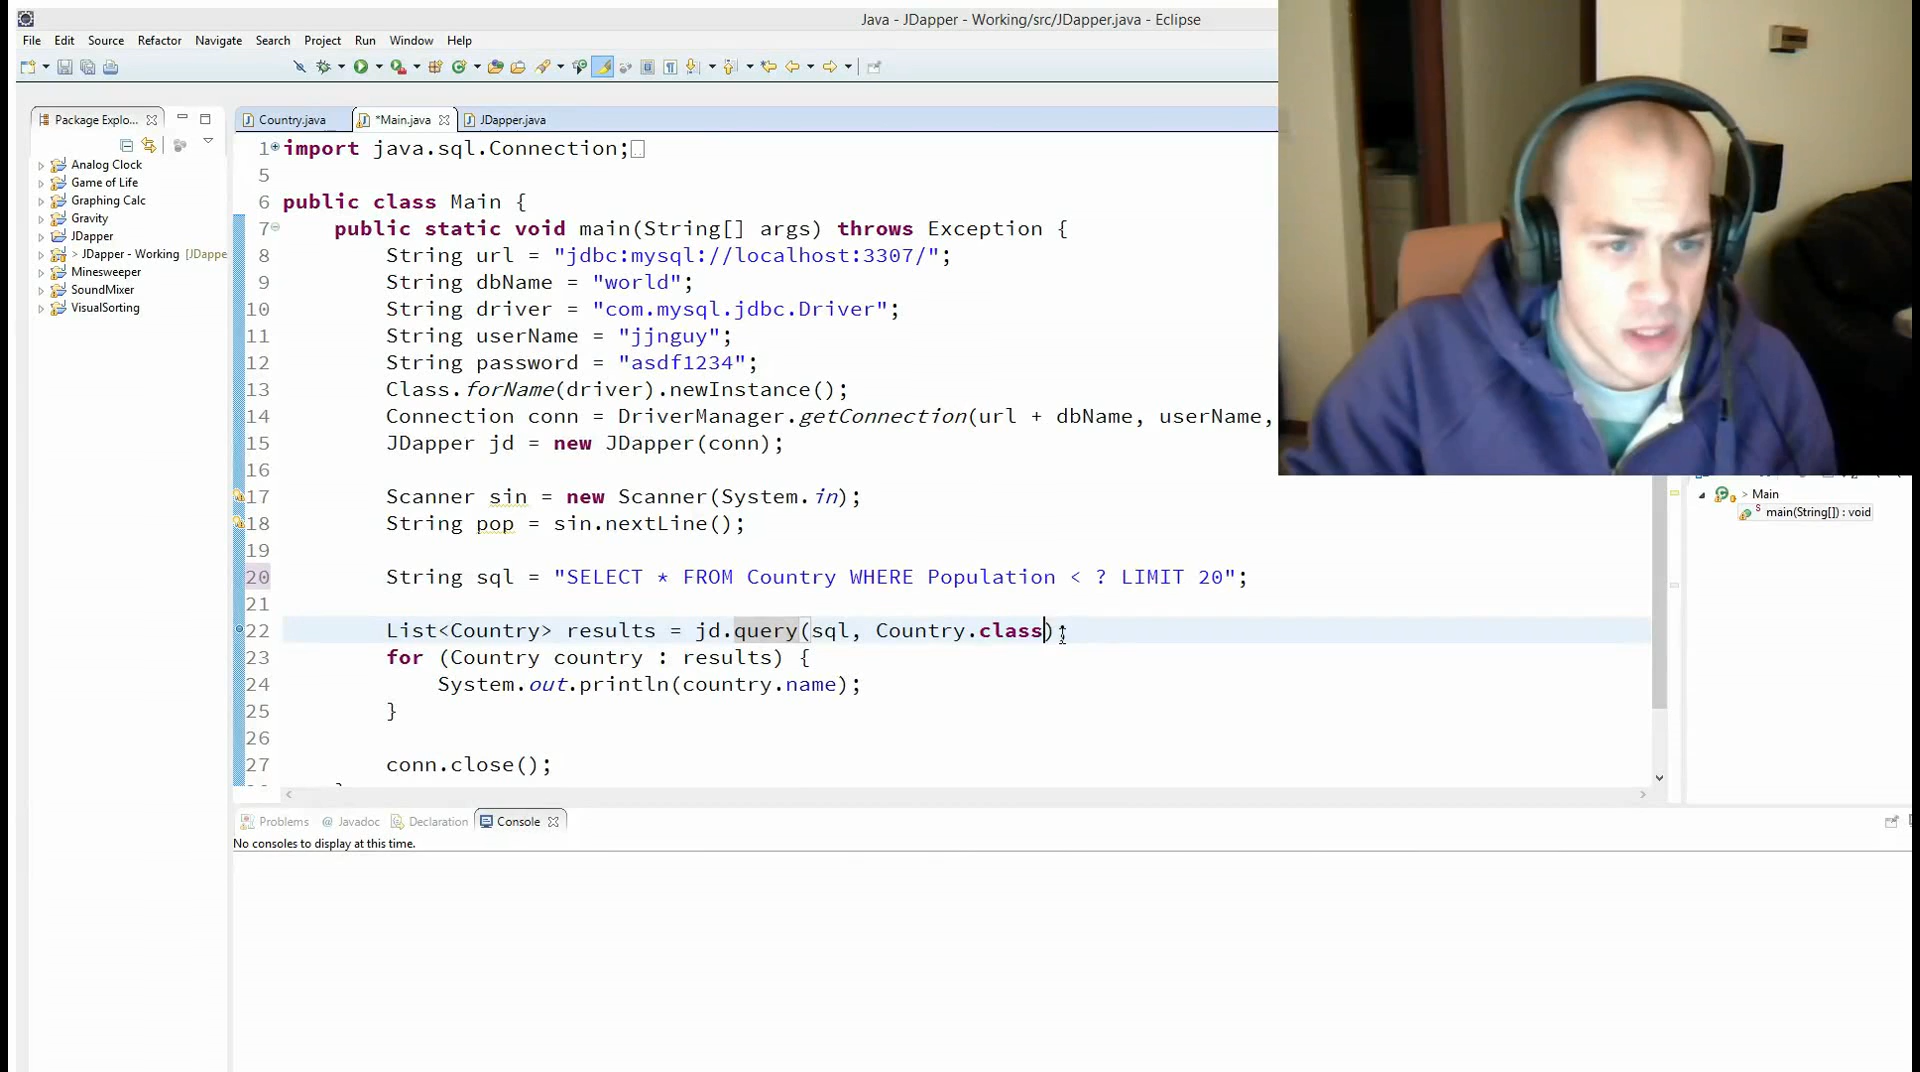 Java - JDapper - Working/src/JDapper.java - Eclipse
File Edit Source Refactor Navigate Search Project Run Window Help
Package Explo...
Analog Clock
Game of Life
Graphing Calc
Gravity
JDapper
> JDapper - Working [JDappe
Minesweeper
SoundMixer
VisualSorting
Country.java *Main.java JDapper.java
1 import java.sql.Connection;
5
6 public class Main {
7 public static void main(String[] args) throws Exception {
8 String url = "jdbc:mysql://localhost:3307/";
9 String dbName = "world";
10 String driver = "com.mysql.jdbc.Driver";
11 String userName = "jjnguy";
12 String password = "asdf1234";
13 Class.forName(driver).newInstance();
14 Connection conn = DriverManager.getConnection(url + dbName, userName,
15 JDapper jd = new JDapper(conn);
16
17 Scanner sin = new Scanner(System.in);
18 String pop = sin.nextLine();
19
20 String sql = "SELECT * FROM Country WHERE Population < ? LIMIT 20";
21
22 List<Country> results = jd.query(sql, Country.class);
23 for (Country country : results) {
24 System.out.println(country.name);
25 }
26
27 conn.close();
> Main
main(String[]) : void
Problems @ Javadoc Declaration Console
No consoles to display at this time.